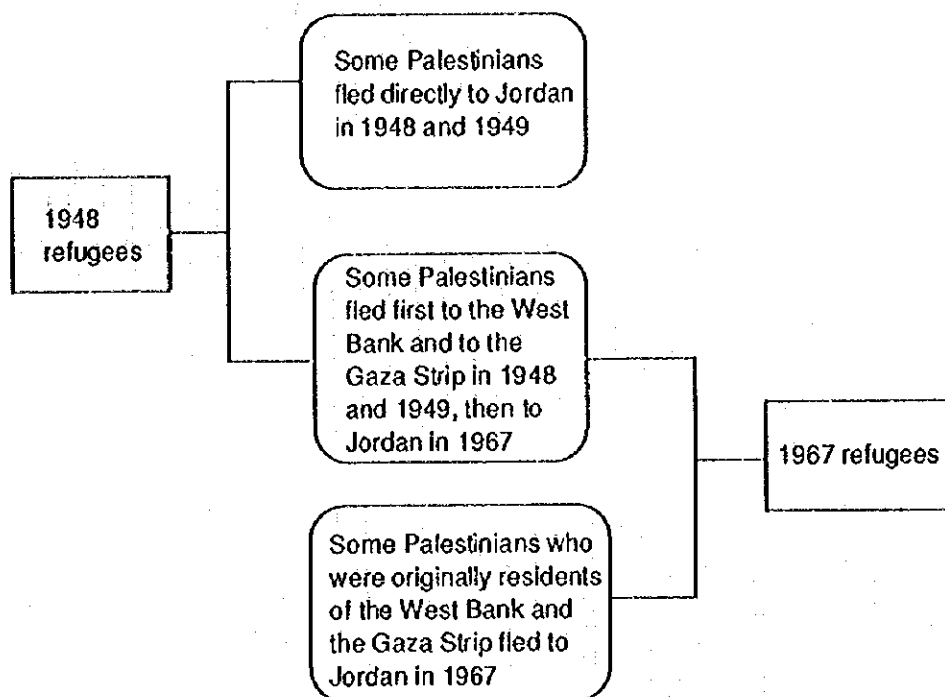 Some Palestinians
fled directly to Jordan
in 1948 and 1949
1948
refugees
Some Palestinians
fled first to the West
Bank and to the
Gaza Strip in 1948
and 1949, then to
Jordan in 1967
1967 refugees
Some Palestinians who
were originally residents
of the West Bank and
the Gaza Strip fled to
Jordan in 1967